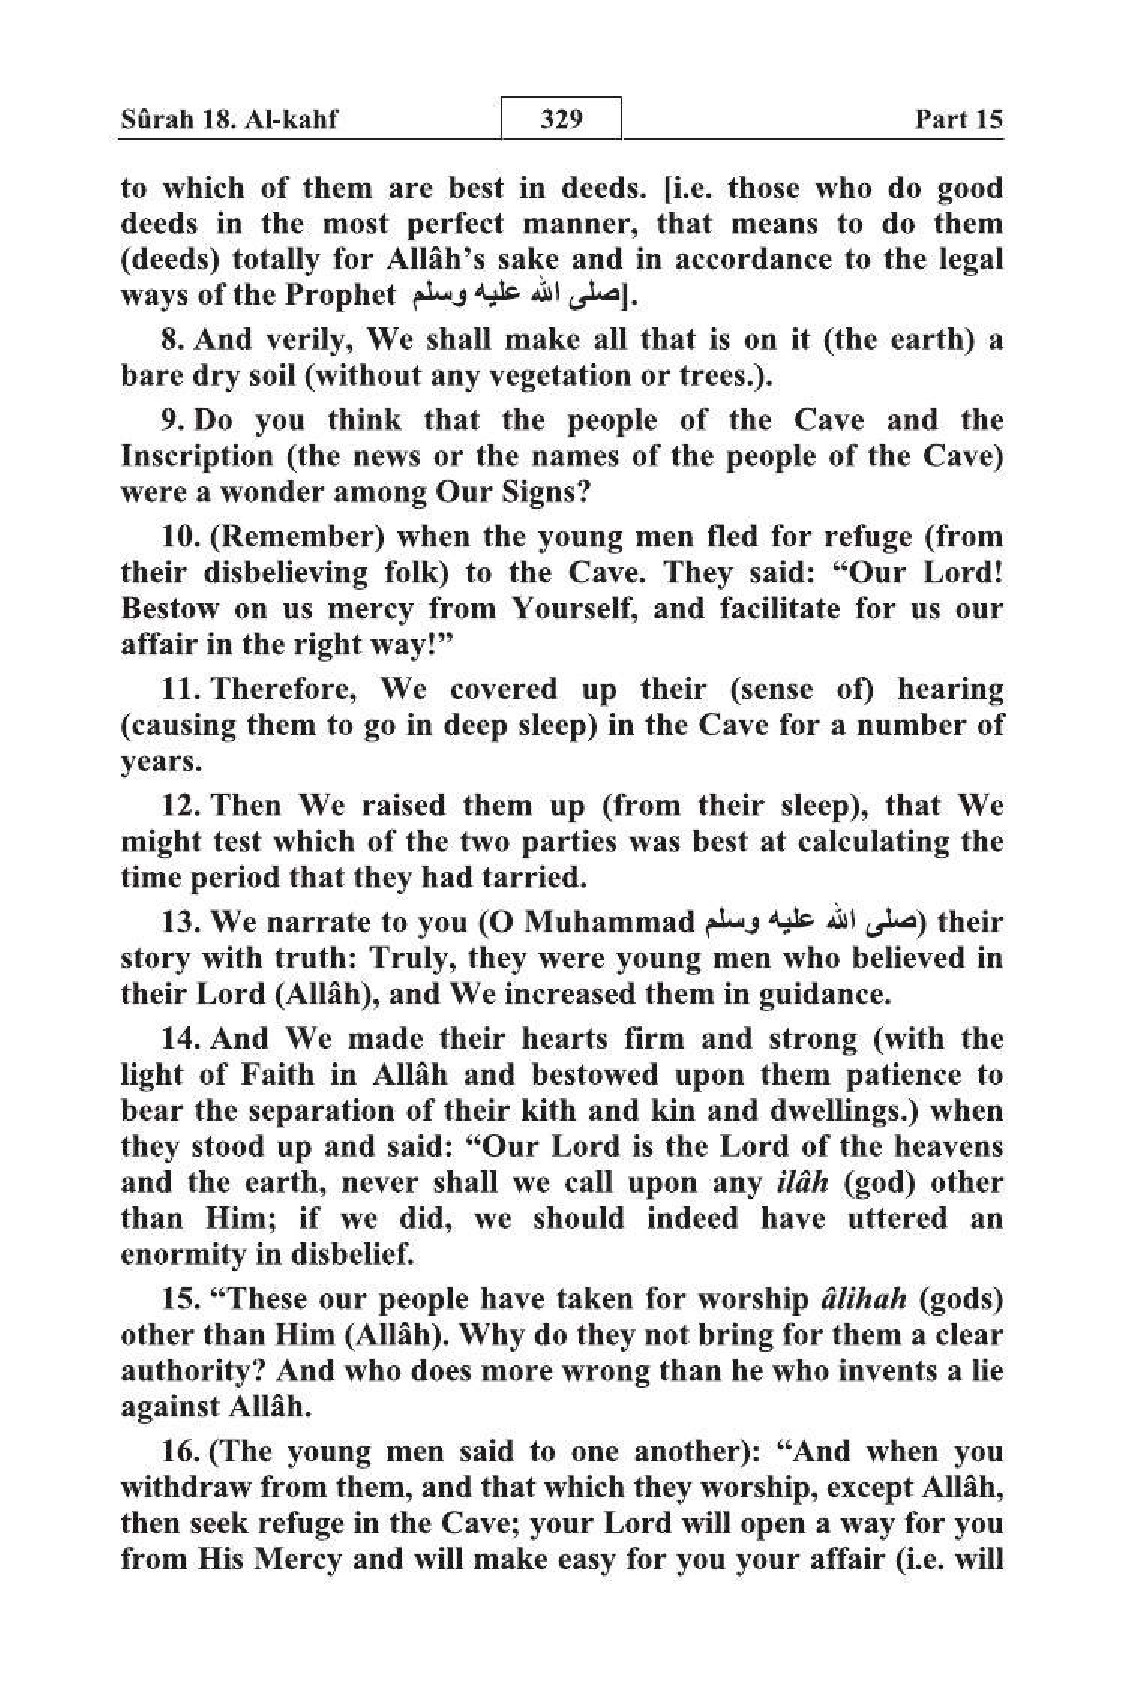 Sûrah 18. Al-kahf 329 Part 15
to which of them are best in deeds. [i.e. those who do good
deeds in the most perfect manner, that means to do them
(deeds) totally for Allâh’s sake and in accordance to the legal
ways of the Prophet صلى الله عليه وسلم].
8. And verily, We shall make all that is on it (the earth) a
bare dry soil (without any vegetation or trees.).
9. Do you think that the people of the Cave and the
Inscription (the news or the names of the people of the Cave)
were a wonder among Our Signs?
10. (Remember) when the young men fled for refuge (from
their disbelieving folk) to the Cave. They said: “Our Lord!
Bestow on us mercy from Yourself, and facilitate for us our
affair in the right way!”
11. Therefore, We covered up their (sense of) hearing
(causing them to go in deep sleep) in the Cave for a number of
years.
12. Then We raised them up (from their sleep), that We
might test which of the two parties was best at calculating the
time period that they had tarried.
13. We narrate to you (O Muhammad صلى الله عليه وسلم) their
story with truth: Truly, they were young men who believed in
their Lord (Allâh), and We increased them in guidance.
14. And We made their hearts firm and strong (with the
light of Faith in Allâh and bestowed upon them patience to
bear the separation of their kith and kin and dwellings.) when
they stood up and said: “Our Lord is the Lord of the heavens
and the earth, never shall we call upon any ilâh (god) other
than Him; if we did, we should indeed have uttered an
enormity in disbelief.
15. “These our people have taken for worship âlihah (gods)
other than Him (Allâh). Why do they not bring for them a clear
authority? And who does more wrong than he who invents a lie
against Allâh.
16. (The young men said to one another): “And when you
withdraw from them, and that which they worship, except Allâh,
then seek refuge in the Cave; your Lord will open a way for you
from His Mercy and will make easy for you your affair (i.e. will